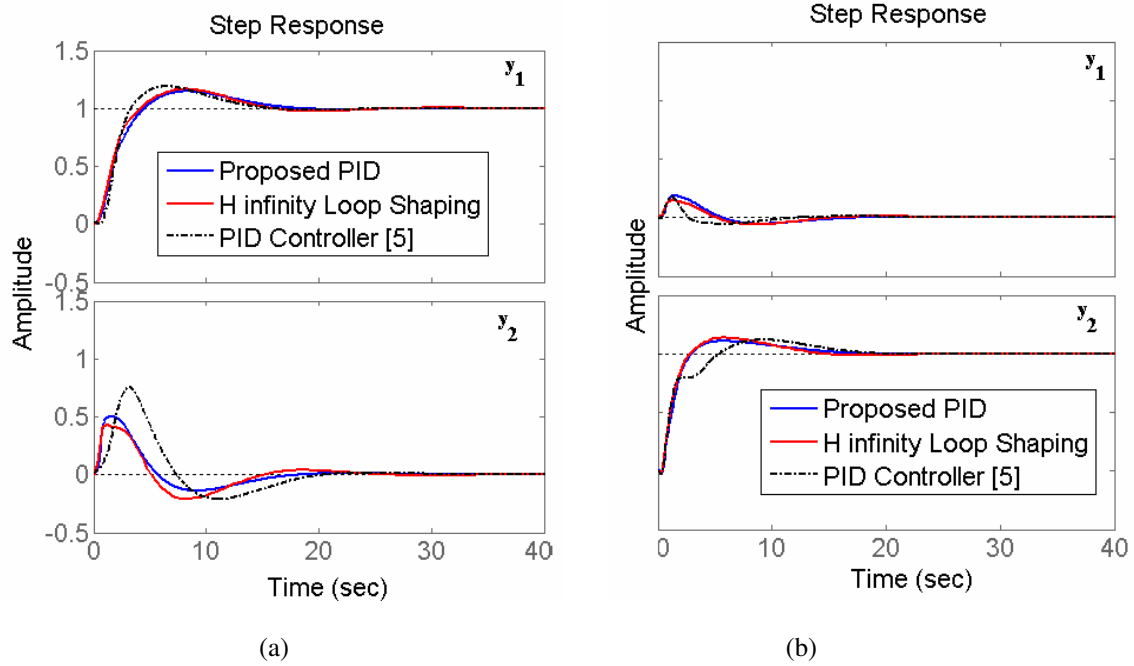 Step Response
1.5
y1
1
0.5
0
-0.5
Proposed PID
H infinity Loop Shaping
PID Controller [5]
Amplitude
1.5
y2
1
0.5
0
-0.5
0 10 20 30 40
Time (sec)
(a)
Step Response
y1
Amplitude
y2
Proposed PID
H infinity Loop Shaping
PID Controller [5]
0 10 20 30 40
Time (sec)
(b)